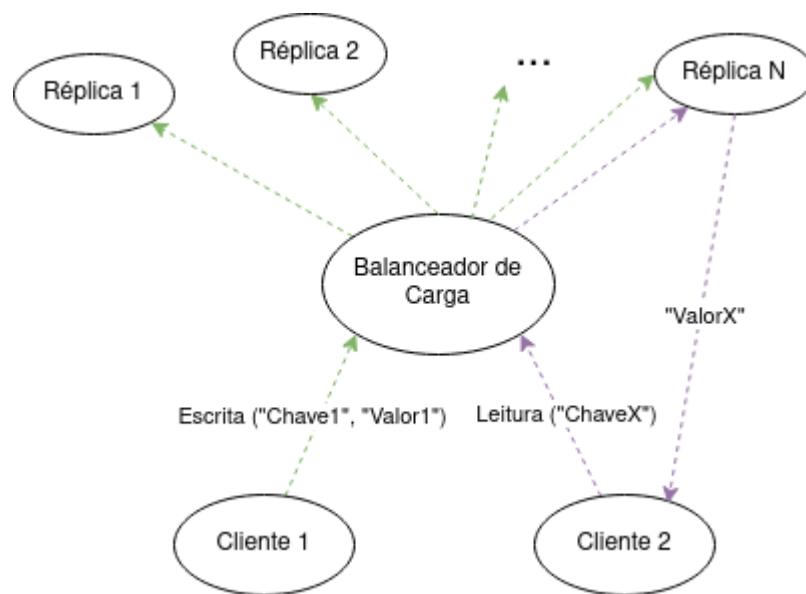 Réplica 1
Réplica 2
...
Réplica N
Balanceador de
Carga
"ValorX"
Escrita ("Chave1", "Valor1")
Leitura ("ChaveX")
Cliente 1
Cliente 2